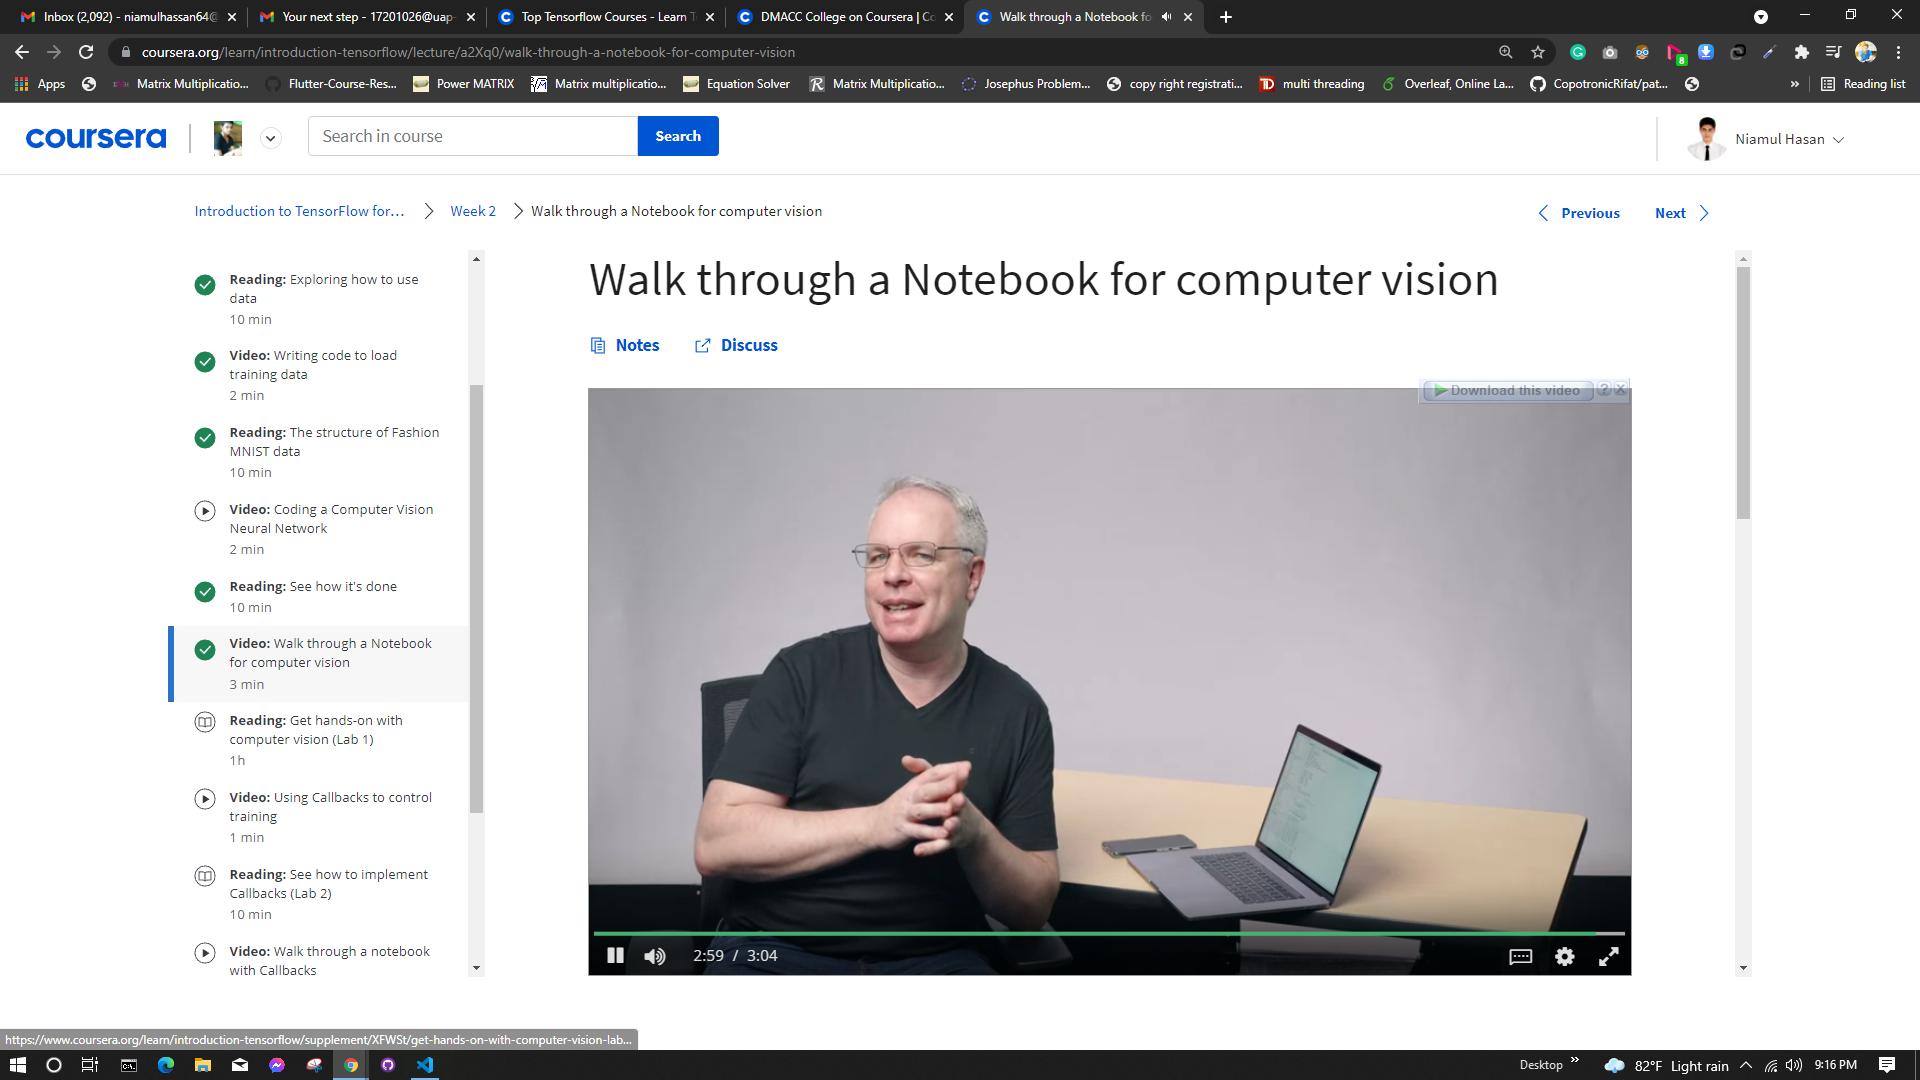 Inbox (2,092) - niamulhassan64@
Your next step - 17201026@uap-
Top Tensorflow Courses - Learn T
DMACC College on Coursera | Co
Walk through a Notebook fo
coursera.org/learn/introduction-tensorflow/lecture/a2Xq0/walk-through-a-notebook-for-computer-vision
8
Apps
Matrix Multiplicatio...
Flutter-Course-Res...
Power MATRIX
Matrix multiplicatio...
Equation Solver
Matrix Multiplicatio...
Josephus Problem...
copy right registrati...
multi threading
Overleaf, Online La...
CopotronicRifat/pat...
»
Reading list
coursera
Search in course
Search
Niamul Hasan
Introduction to TensorFlow for...
Week 2
Walk through a Notebook for computer vision
Previous
Next
Reading: Exploring how to use
data
10 min
Video: Writing code to load
training data
2 min
Reading: The structure of Fashion
MNIST data
10 min
Video: Coding a Computer Vision
Neural Network
2 min
Reading: See how it's done
10 min
Video: Walk through a Notebook
for computer vision
3 min
Reading: Get hands-on with
computer vision (Lab 1)
1h
Video: Using Callbacks to control
training
1 min
Reading: See how to implement
Callbacks (Lab 2)
10 min
Video: Walk through a notebook
with Callbacks
Walk through a Notebook for computer vision
Notes
Discuss
Download this video
?
2:59 / 3:04
https://www.coursera.org/learn/introduction-tensorflow/supplement/XFWSt/get-hands-on-with-computer-vision-lab...
Desktop
»
82°F Light rain
9:16 PM